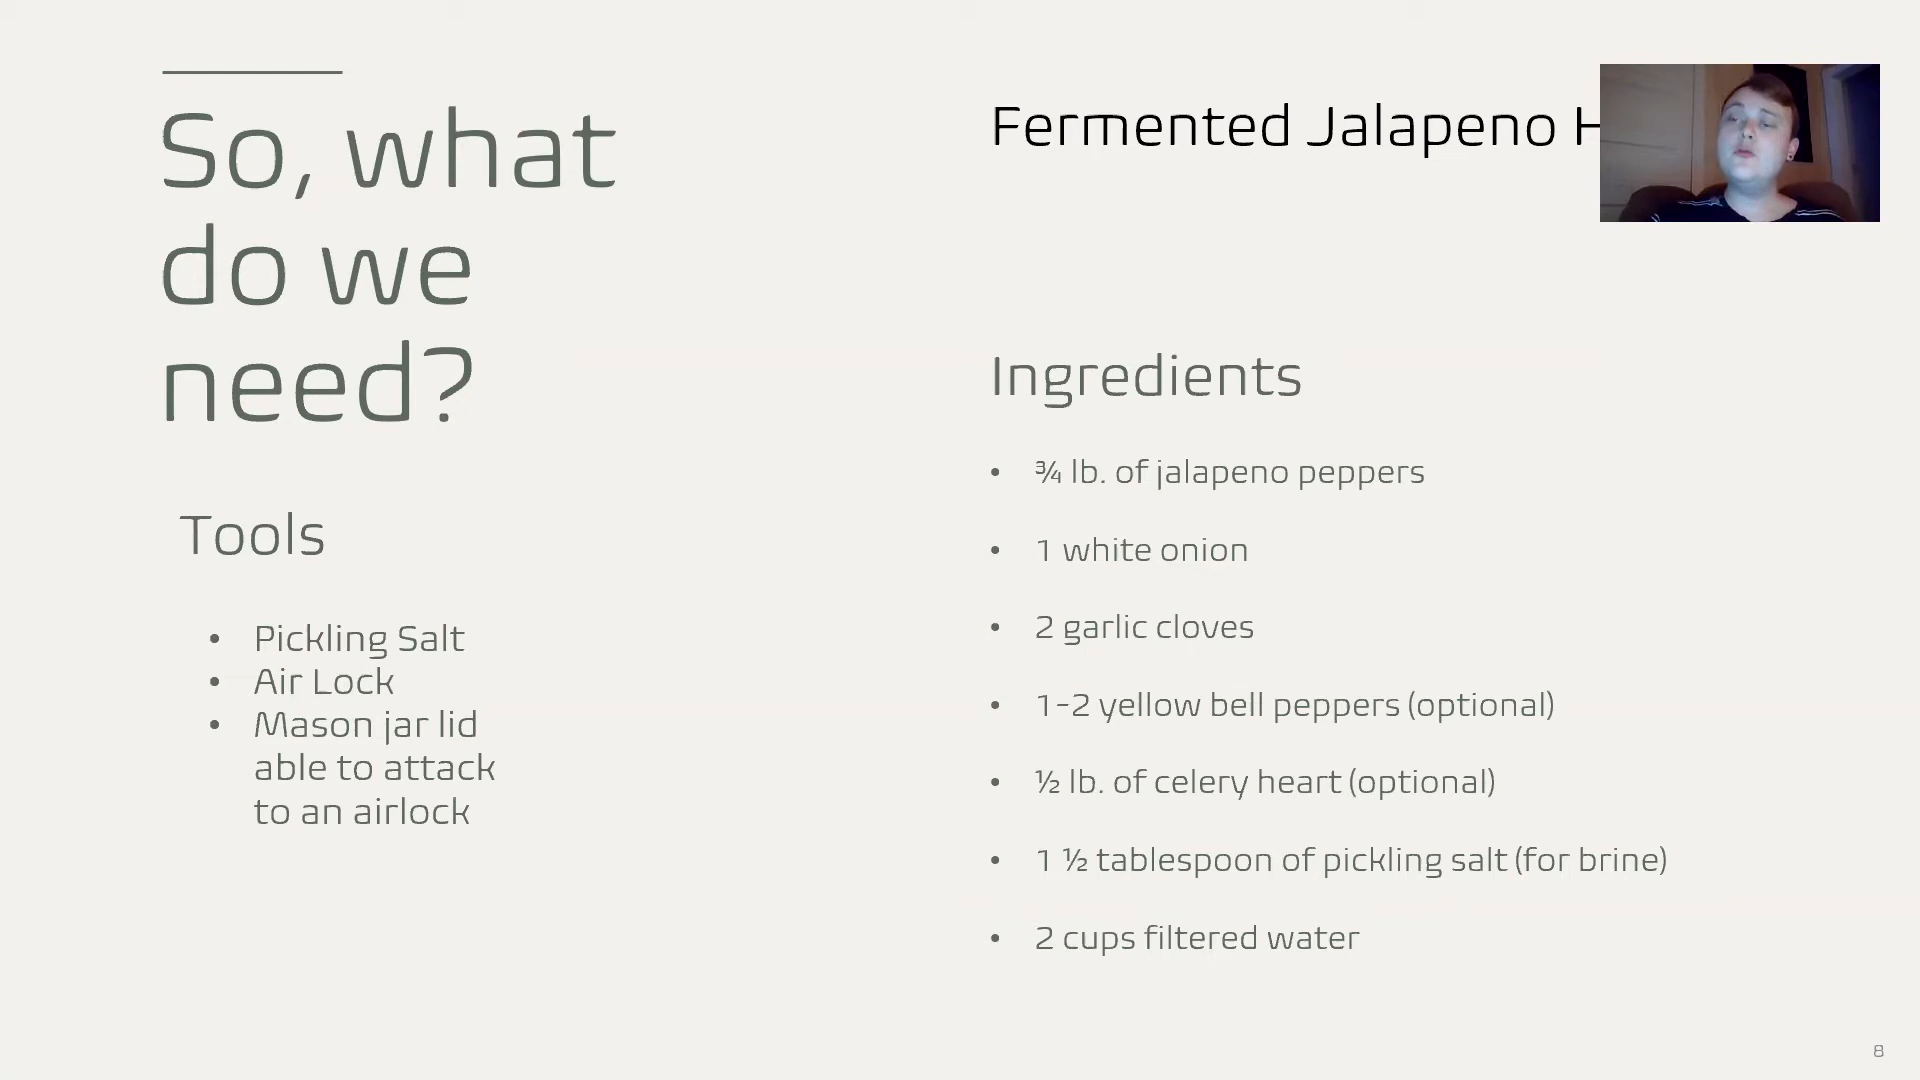 So, what
do we
need?
Tools
• Pickling Salt
• Air Lock
• Mason jar lid
able to attack
to an airlock
Fermented Jalapeno
Ingredients
• ¾ lb. of jalapeno peppers
• 1 white onion
• 2 garlic cloves
• 1-2 yellow bell peppers (optional)
• ½ lb. of celery heart (optional)
• 1 ½ tablespoon of pickling salt (for brine)
• 2 cups filtered water
8